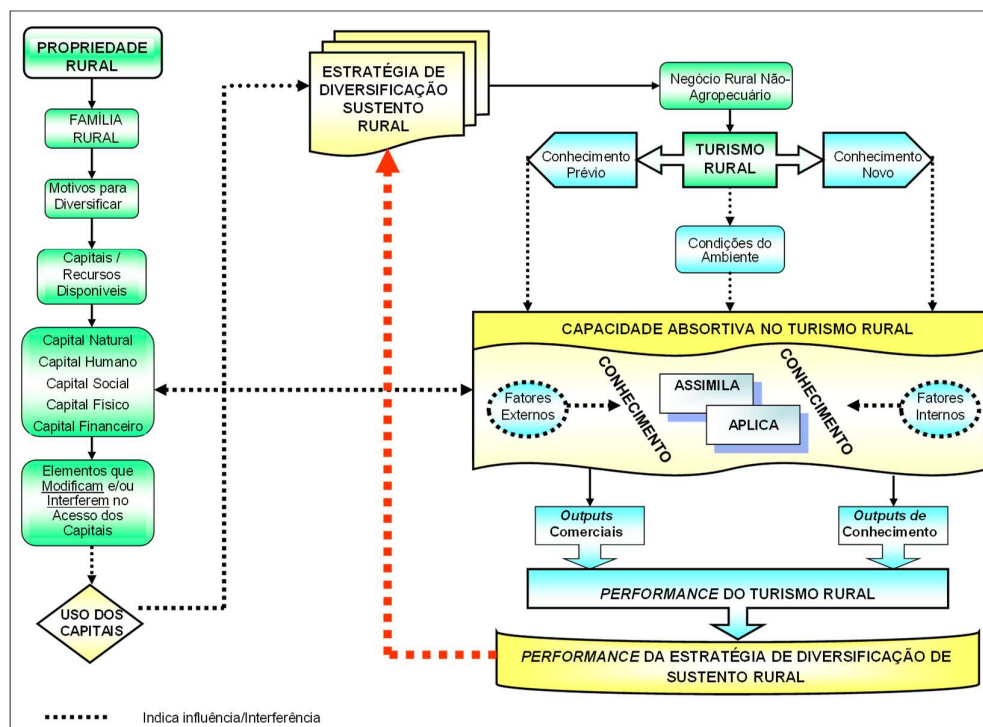 PROPRIEDADE
RURAL
FAMÍLIA
RURAL
Motivos para
Diversificar
Capitais /
Recursos
Disponiveis
Capital Natural
Capital Humano
Capital Social
Capital Fisico
Capital Financeiro
Elementos que
Modificam e/ou
Interferem no
Acesso dos
Capitais
USO DOS
CAPITAIS
ESTRATÉGIA DE
DIVERSIFICAÇÃO
SUSTENTO
RURAL
Negócio Rural Não-
Agropecuário
Conhecimento
Prévio
TURISMO
RURAL
Conhecimento
Novo
Condições do
Ambiente
CAPACIDADE ABSORTIVA NO TURISMO RURAL
Fatores
Externos
CONHECIMENTO
ASSIMILA
APLICA
CONHECIMENTO
Fatores
Internos
Outputs
Comerciais
Outputs de
Conhecimento
PERFORMANCE DO TURISMO RURAL
PERFORMANCE DA ESTRATÉGIA DE DIVERSIFICAÇÃO DE
SUSTENTO RURAL
Indica influência/Interferência